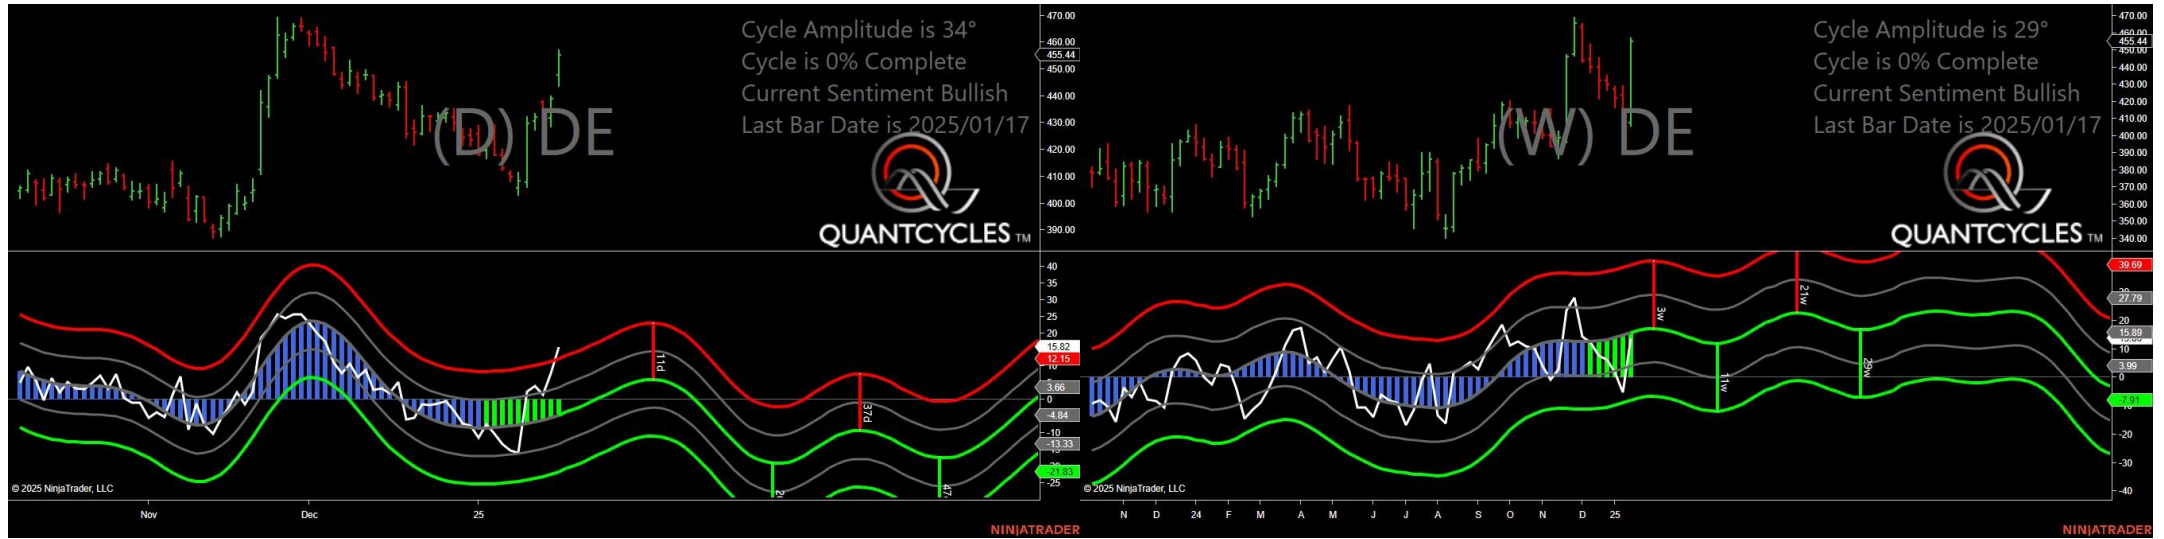 Cycle Amplitude is 34°
Cycle is 0% Complete
Current Sentiment Bullish
Last Bar Date is 2025/01/17
(D) DE
QUANTCYCLES TM
470.00
460.00
455.44
450.00
440.00
430.00
420.00
410.00
400.00
390.00
40
35
30
25
20
15.82
12.15
3.66
0
-4.84
-10
-13.33
-21.83
-25
11d
37d
47
© 2025 NinjaTrader, LLC
Nov
Dec
25
NINJATRADER
Cycle Amplitude is 29°
Cycle is 0% Complete
Current Sentiment Bullish
Last Bar Date is 2025/01/17
(W) DE
QUANTCYCLES TM
470.00
460.00
455.44
450.00
440.00
430.00
420.00
410.00
400.00
390.00
380.00
370.00
360.00
350.00
340.00
39.69
27.79
20
15.89
10
3.99
0
-7.91
-20
-30
-40
3w
11w
21w
29w
© 2025 NinjaTrader, LLC
N
D
24
F
M
A
M
J
J
A
S
O
N
D
25
NINJATRADER